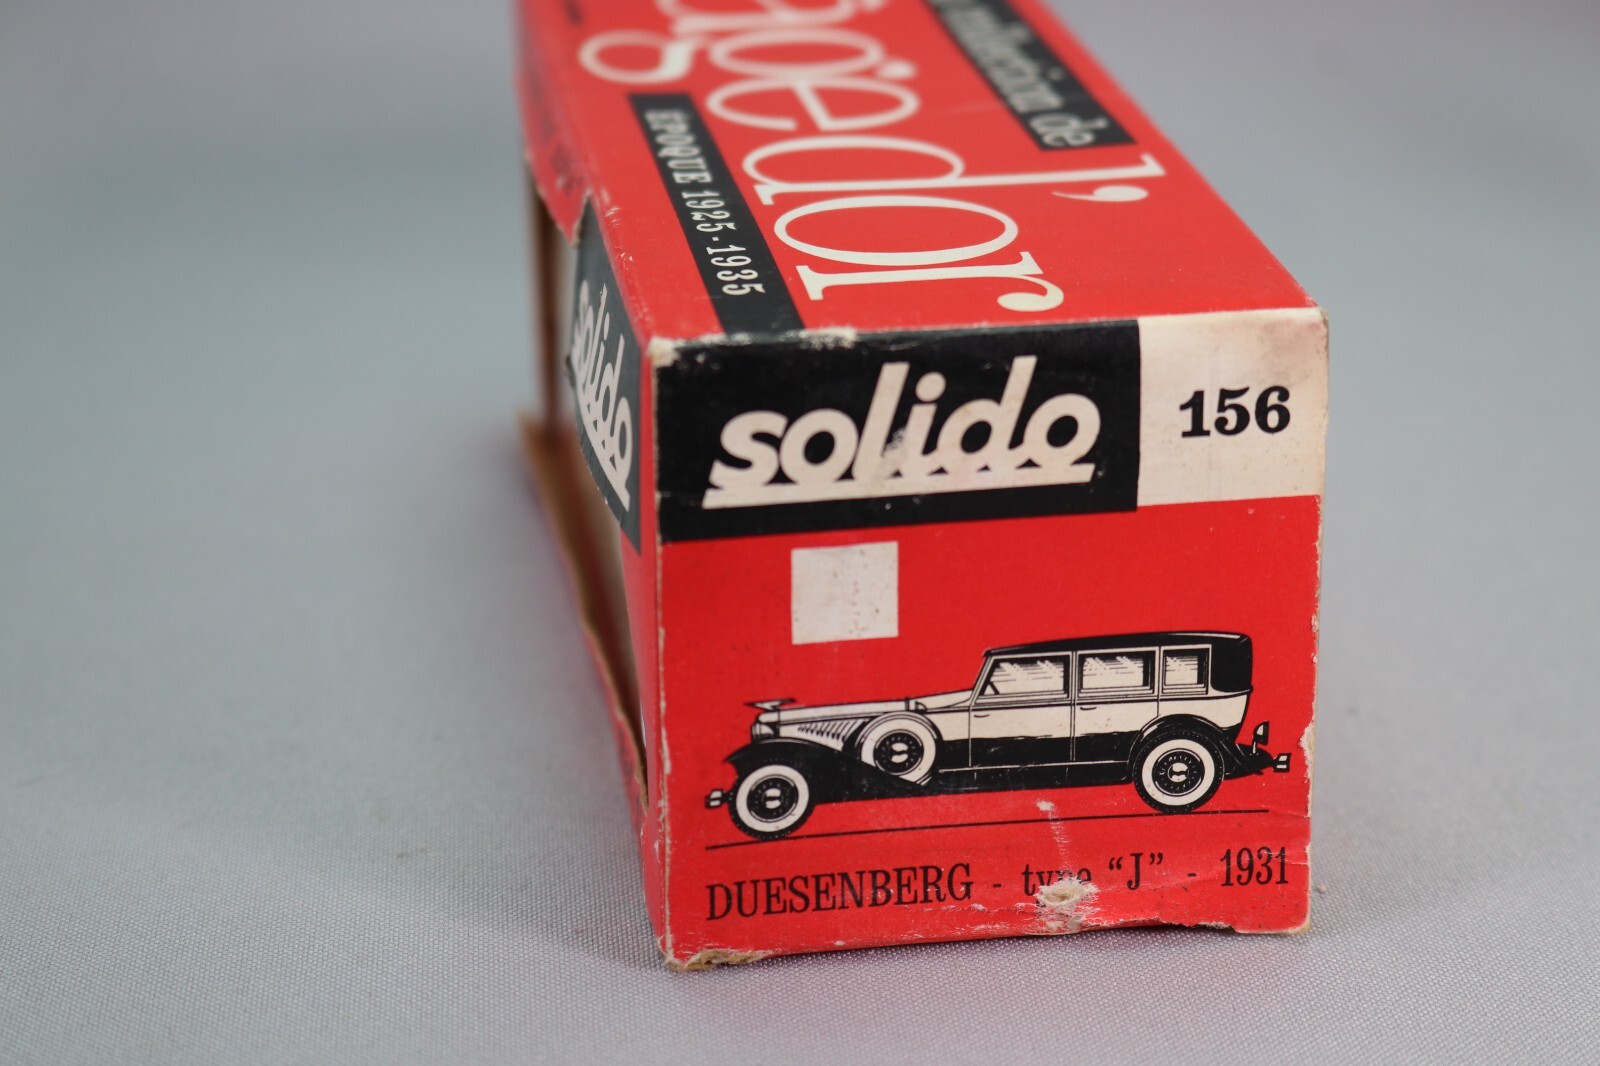 collection de
l'
âge d'or
EPOQUE 1925-1935
solido
solido
156
DUESENBERG - type "J" - 1931